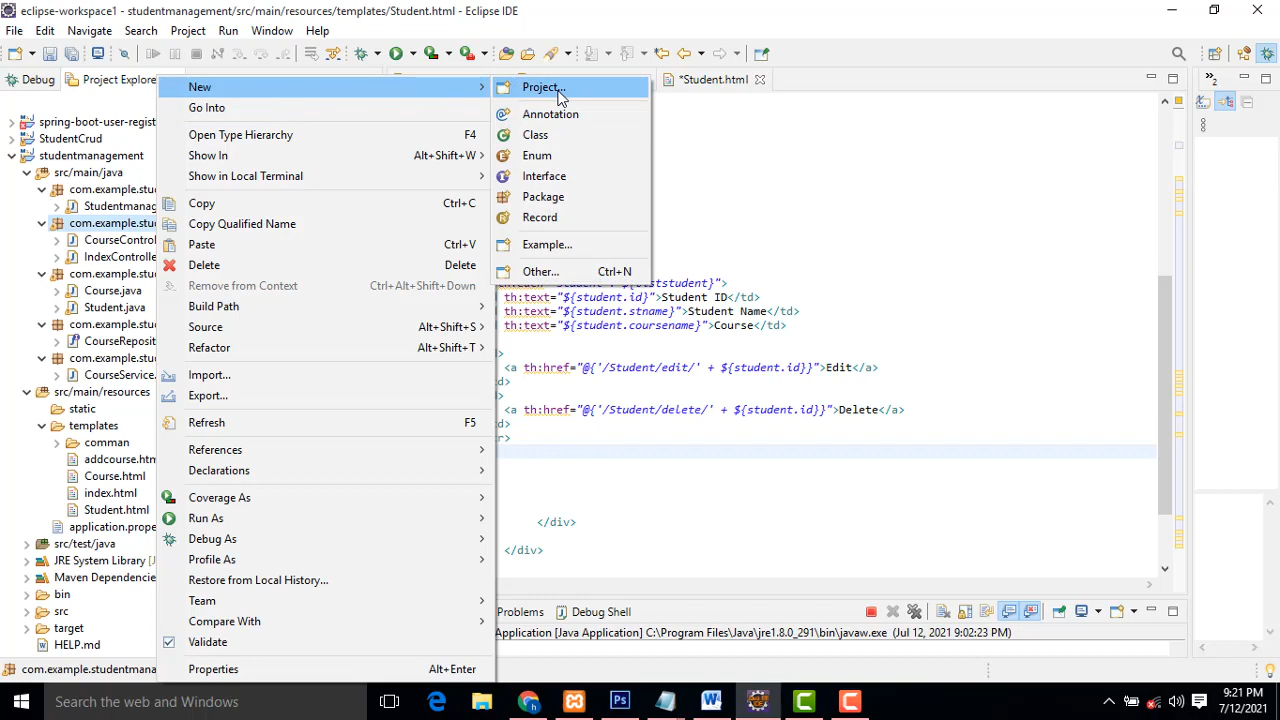 eclipse-workspace1 - studentmanagement/src/main/resources/templates/Student.html - Eclipse IDE
File Edit Navigate Search Project Run Window Help
Debug Project Explore *Student.html 2
New
Go Into
Open Type Hierarchy F4
Show In Alt+Shift+W
Show in Local Terminal
Copy Ctrl+C
Copy Qualified Name
Paste Ctrl+V
Delete Delete
Remove from Context Ctrl+Alt+Shift+Down
Build Path
Source Alt+Shift+S
Refactor Alt+Shift+T
Import...
Export...
Refresh F5
References
Declarations
Coverage As
Run As
Debug As
Profile As
Restore from Local History...
Team
Compare With
Validate
Properties Alt+Enter
Project...
Annotation
Class
Enum
Interface
Package
Record
Example...
Other... Ctrl+N
spring-boot-user-regist
StudentCrud
studentmanagement
src/main/java
com.example.stu
Studentmanag
com.example.stu
CourseContro
IndexControlle
Course.java
Student.java
com.example.stu
CourseReposit
com.example.stu
CourseService.
src/main/resources
static
templates
comman
addcourse.htm
Course.html
index.html
Student.html
application.prope
src/test/java
JRE System Library [
Maven Dependencie
bin
src
target
HELP.md
th:text="${student.id}">Student ID</td>
th:text="${student.stname}">Student Name</td>
th:text="${student.coursename}">Course</td>
d>
<a th:href="@{'/Student/edit/' + ${student.id}}">Edit</a>
td>
d>
<a th:href="@{'/Student/delete/' + ${student.id}}">Delete</a>
td>
r>
</div>
</div>
Problems Debug Shell
Application [Java Application] C:\Program Files\Java\jre1.8.0_291\bin\javaw.exe (Jul 12, 2021 9:02:23 PM)
com.example.studentma
Search the web and Windows
9:21 PM
7/12/2021